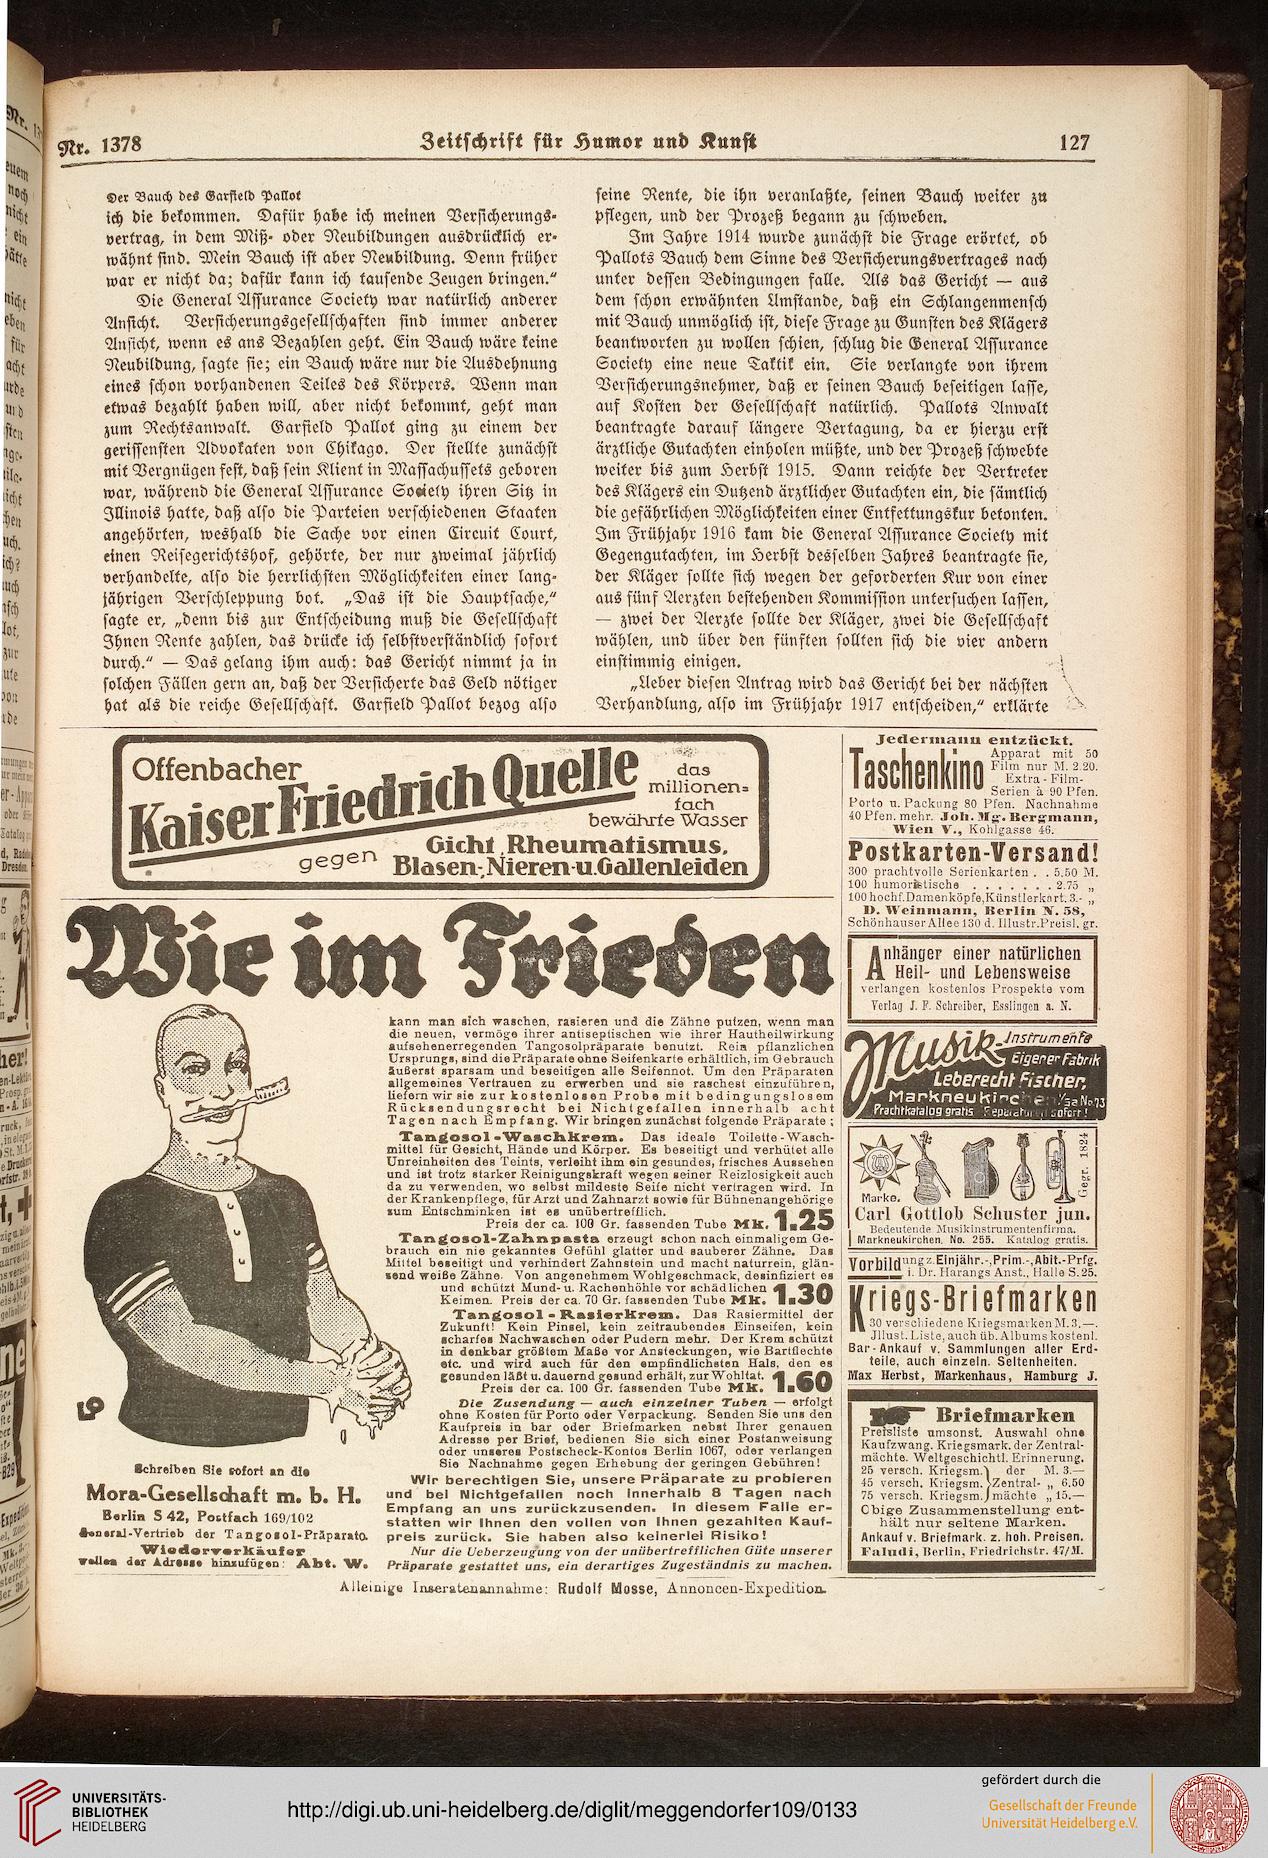 Nr. 1378
Zeitschrift für Humor und Kunst
127
Der Bauch des Garfield Pallot
ich die bekommen. Dafür habe ich meinen Versicherungs-
vertrag, in dem Miß- oder Neubildungen ausdrücklich er-
wähnt sind. Mein Bauch ist aber Neubildung. Denn früher
war er nicht da; dafür kann ich tausende Zeugen bringen.“
Die General Assurance Society war natürlich anderer
Ansicht. Versicherungsgesellschaften sind immer anderer
Ansicht, wenn es ans Bezahlen geht. Ein Bauch wäre keine
Neubildung, sagte sie; ein Bauch wäre nur die Ausdehnung
eines schon vorhandenen Teiles des Körpers. Wenn man
etwas bezahlt haben will, aber nicht bekommt, geht man
zum Rechtsanwalt. Garfield Pallot ging zu einem der
gerissensten Advokaten von Chikago. Der stellte zunächst
mit Vergnügen fest, daß sein Klient in Massachussets geboren
war, während die General Assurance Society ihren Sitz in
Illinois hatte, daß also die Parteien verschiedenen Staaten
angehörten, weshalb die Sache vor einen Circuit Court,
einen Reisegerichtshof, gehörte, der nur zweimal jährlich
verhandelte, also die herrlichsten Möglichkeiten einer lang-
jährigen Verschleppung bot. „Das ist die Hauptsache,“
sagte er, „denn bis zur Entscheidung muß die Gesellschaft
Ihnen Rente zahlen, das drücke ich selbstverständlich sofort
durch.“ — Das gelang ihm auch: das Gericht nimmt ja in
solchen Fällen gern an, daß der Versicherte das Geld nötiger
hat als die reiche Gesellschaft. Garfield Pallot bezog also
seine Rente, die ihn veranlaßte, seinen Bauch weiter zu
pflegen, und der Prozeß begann zu schweben.
Im Jahre 1914 wurde zunächst die Frage erörtet, ob
Pallots Bauch dem Sinne des Versicherungsvertrages nach
unter dessen Bedingungen falle. Als das Gericht — aus
dem schon erwähnten Umstande, daß ein Schlangenmensch
mit Bauch unmöglich ist, diese Frage zu Gunsten des Klägers
beantworten zu wollen schien, schlug die General Assurance
Society eine neue Taktik ein. Sie verlangte von ihrem
Versicherungsnehmer, daß er seinen Bauch beseitigen lasse,
auf Kosten der Gesellschaft natürlich. Pallots Anwalt
beantragte darauf längere Vertagung, da er hierzu erst
ärztliche Gutachten einholen müßte, und der Prozeß schwebte
weiter bis zum Herbst 1915. Dann reichte der Vertreter
des Klägers ein Dutzend ärztlicher Gutachten ein, die sämtlich
die gefährlichen Möglichkeiten einer Entfettungskur betonten.
Im Frühjahr 1916 kam die General Assurance Society mit
Gegengutachten, im Herbst desselben Jahres beantragte sie,
der Kläger sollte sich wegen der geforderten Kur von einer
aus fünf Aerzten bestehenden Kommission untersuchen lassen,
— zwei der Aerzte sollte der Kläger, zwei die Gesellschaft
wählen, und über den fünften sollten sich die vier andern
einstimmig einigen.
„Ueber diesen Antrag wird das Gericht bei der nächsten
Verhandlung, also im Frühjahr 1917 entscheiden,“ erklärte
Offenbacher
Kaiser Friedrich Quelle
das
millionen-
fach
bewährte Wasser
gegen
Gicht, Rheumatismus,
Blasen-, Nieren- u. Gallenleiden
Wie im Frieden
kann man sich waschen, rasieren und die Zähne putzen, wenn man
die neuen, vermöge ihrer antiseptischen wie ihrer Hautheilwirkung
aufsehenerregenden Tangosolpräparate benutzt. Rein pflanzlichen
Ursprungs, sind die Präparate ohne Seifenkarte erhältlich, im Gebrauch
äußerst sparsam und beseitigen alle Seifennot. Um den Präparaten
allgemeines Vertrauen zu erwerben und sie raschest einzuführen,
liefern wir sie zur kostenlosen Probe mit bedingungslosem
Rücksendungsrecht bei Nichtgefallen innerhalb acht
Tagen nach Empfang. Wir bringen zunächst folgende Präparate:
Tangosol-Waschkrem. Das ideale Toilette-Wasch-
mittel für Gesicht, Hände und Körper. Es beseitigt und verhütet alle
Unreinheiten des Teints, verleiht ihm ein gesundes, frisches Aussehen
und ist trotz starker Reinigungskraft wegen seiner Reizlosigkeit auch
da zu verwenden, wo selbst mildeste Seife nicht vertragen wird. In
der Krankenpflege, für Arzt und Zahnarzt sowie für Bühnenangehörige
zum Entschminken ist es unübertrefflich.
Preis der ca. 100 Gr. fassenden Tube Mk. 1.25
Tangosol-Zahnpasta erzeugt schon nach einmaligem Ge-
brauch ein nie gekanntes Gefühl glatter und sauberer Zähne. Das
Mittel beseitigt und verhindert Zahnstein und macht naturrein, glän-
send weiße Zähne. Von angenehmem Wohlgeschmack, desinfiziert es
und schützt Mund- u. Rachenhöhle vor schädlichen
Keimen. Preis der ca. 70 Gr. fassenden Tube Mk. 1.30
Tangosol-Rasierkrem. Das Rasiermittel der
Zukunft! Kein Pinsel, kein zeitraubendes Einseifen, kein
scharfes Nachwaschen oder Pudern mehr. Der Krem schützt
in denkbar größtem Maße vor Ansteckungen, wie Bartflechte
etc. und wird auch für den empfindlichsten Hals, den es
gesunden läßt u. dauernd gesund erhält, zur Wohltat.
Preis der ca. 100 Gr. fassenden Tube Mk. 1.60
Die Zusendung — auch einzelner Tuben — erfolgt
ohne Kosten für Porto oder Verpackung. Senden Sie uns den
Kaufpreis in bar oder Briefmarken nebst Ihrer genauen
Adresse per Brief, bedienen Sie sich einer Postanweisung
oder unseres Postscheck-Kontos Berlin 1067, oder verlangen
Sie Nachnahme gegen Erhebung der geringen Gebühren!
Wir berechtigen Sie, unsere Präparate zu probieren
und bei Nichtgefallen noch innerhalb 8 Tagen nach
Empfang an uns zurückzusenden. In diesem Falle er-
statten wir Ihnen den vollen von Ihnen gezahlten Kauf-
preis zurück. Sie haben also keinerlei Risiko!
Nur die Ueberzeugung von der unübertrefflichen Güte unserer
Präparate gestattet uns, ein derartiges Zugeständnis zu machen.
Schreiben Sie sofort an die
Mora-Gesellschaft m. b. H.
Berlin S 42, Postfach 169/102
General-Vertrieb der Tangosol-Präparate.
Wiederverkäufer
wollen der Adresse hinzufügen: Abt. W.
Alleinige Inseratenannahme: Rudolf Mosse, Annoncen-Expedition.
Jedermann entzückt.
Taschenkino
Apparat mit 50
Film nur M. 2.20.
Extra-Film-
Serien à 90 Pfen.
Porto u. Packung 80 Pfen. Nachnahme
40 Pfen. mehr. Joh. Mg. Bergmann,
Wien V., Kohlgasse 46.
Postkarten-Versand!
300 prachtvolle Serienkarten . . 5.50 M.
100 humoristische . . . . . . . 2.75 „
100 hochf. Damenköpfe, Künstlerkart. 3.- „
D. Weinmann, Berlin N. 58,
Schönhauser Allee 130 d. Illustr. Preisl. gr.
Anhänger einer natürlichen
Heil- und Lebensweise
verlangen kostenlos Prospekte vom
Verlag J. F. Schreiber, Esslingen a. N.
Musik-Instrumente
Eigener Fabrik
Leberecht Fischer,
Markneukirchen i/Sa No 73
Prachtkatalog gratis Reparaturen sofort!
Marke.
Gegr. 1824
Carl Gottlob Schuster jun.
Bedeutende Musikinstrumentenfirma.
Markneukirchen, No. 255. Katalog gratis.
Vorbildung z. Einjähr.-, Prim.-, Abit.-Prfg.
i. Dr. Harangs Anst., Halle S. 25.
Kriegs-Briefmarken
30 verschiedene Kriegsmarken M. 3.—.
Illust. Liste, auch üb. Albums kostenl.
Bar-Ankauf v. Sammlungen aller Erd-
teile, auch einzeln. Seltenheiten.
Max Herbst, Markenhaus, Hamburg J.
Briefmarken
Preisliste umsonst. Auswahl ohne
Kaufzwang. Kriegsmark. der Zentral-
mächte. Weltgeschichtl. Erinnerung.
25 versch. Kriegsm. der M. 3.—
45 versch. Kriegsm. Zentral- „ 6.50
75 versch. Kriegsm. mächte „ 15.—
Obige Zusammenstellung ent-
hält nur seltene Marken.
Ankauf v. Briefmark. z. hoh. Preisen.
Faludi, Berlin, Friedrichstr. 47/M.
UNIVERSITÄTS-
BIBLIOTHEK
HEIDELBERG
http://digi.ub.uni-heidelberg.de/diglit/meggendorfer109/0133
gefördert durch die
Gesellschaft der Freunde
Universität Heidelberg e.V.